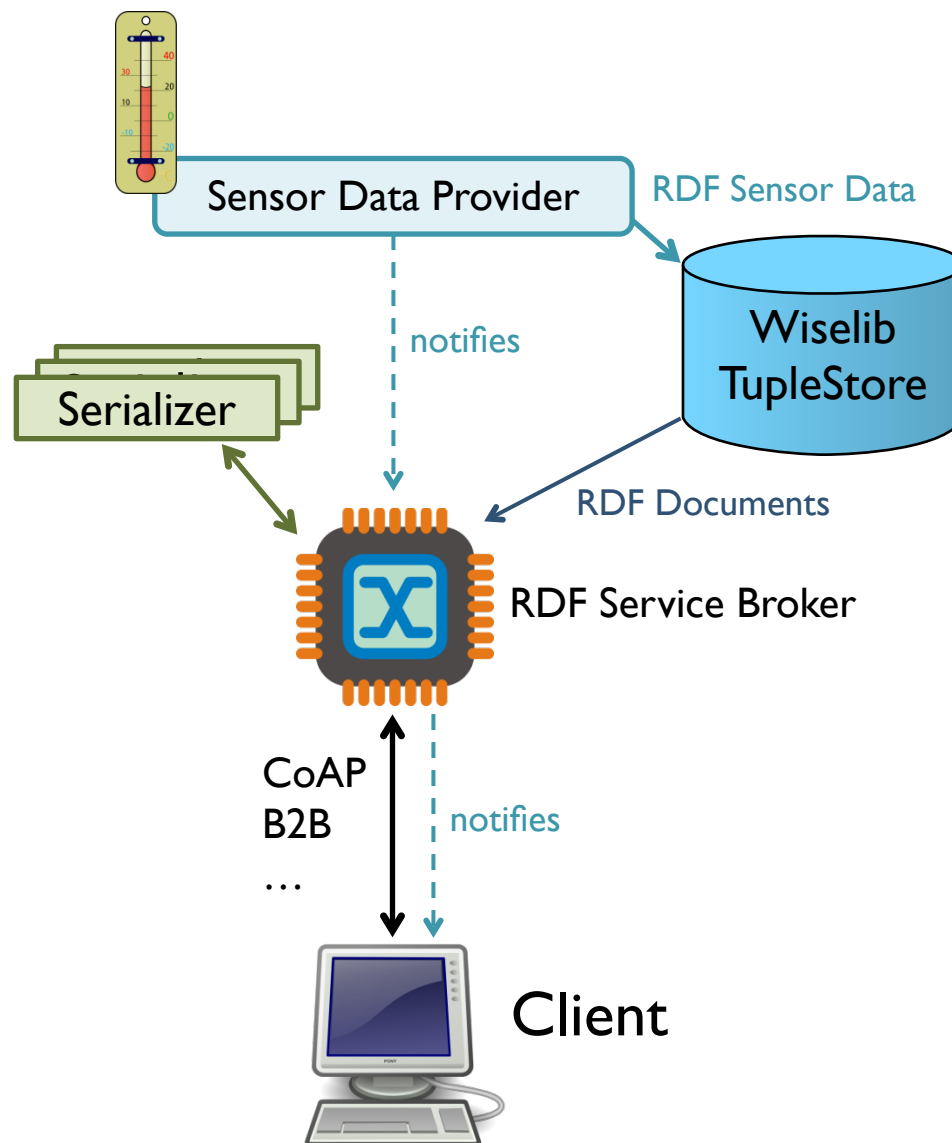 40
30
20
10
0
-10
-20
Sensor Data Provider
RDF Sensor Data
notifies
Wiselib
TupleStore
Serializer
RDF Documents
RDF Service Broker
CoAP
B2B
…
notifies
Client